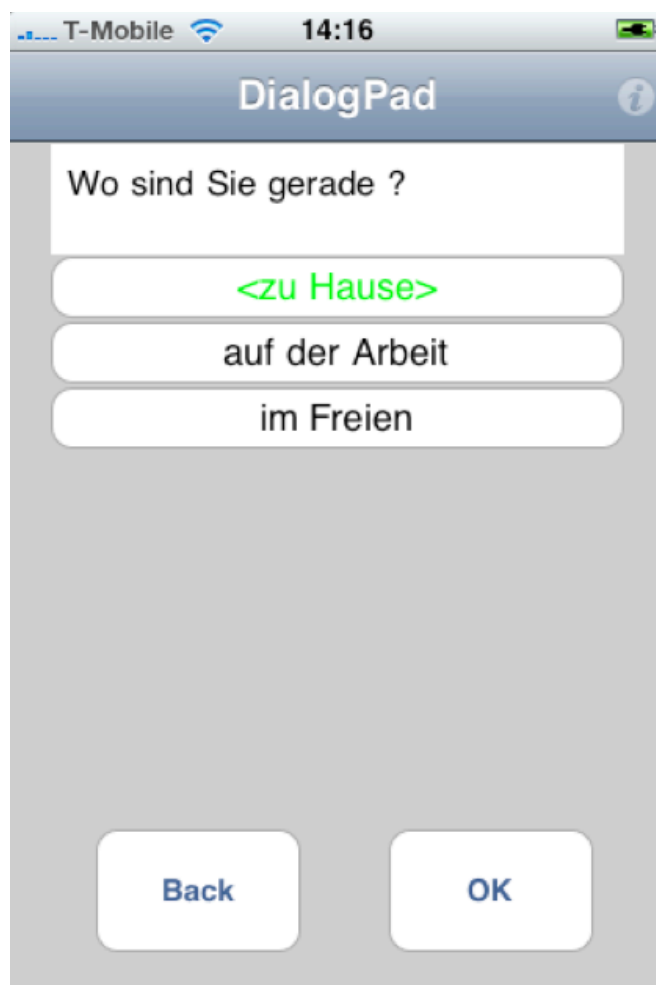 T-Mobile 14:16
DialogPad
Wo sind Sie gerade ?
<zu Hause>
auf der Arbeit
im Freien
Back OK